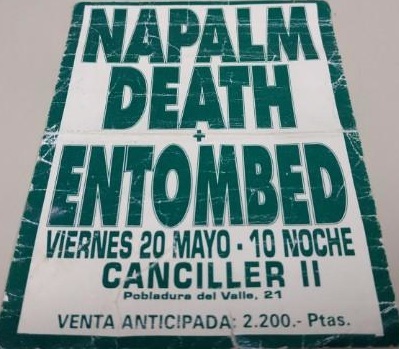 NAPALM
DEATH
+
ENTOMBED
VIERNES 20 MAYO - 10 NOCHE
CANCILLER II
Pobladura del Valle, 21
VENTA ANTICIPADA: 2.200.- Ptas.